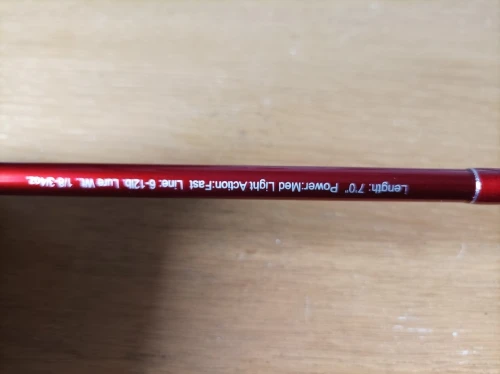 Length: 7'0" Power:Med Light Action:Fast Line: 6-12lb. Lure Wt. 1/8-3/4oz.